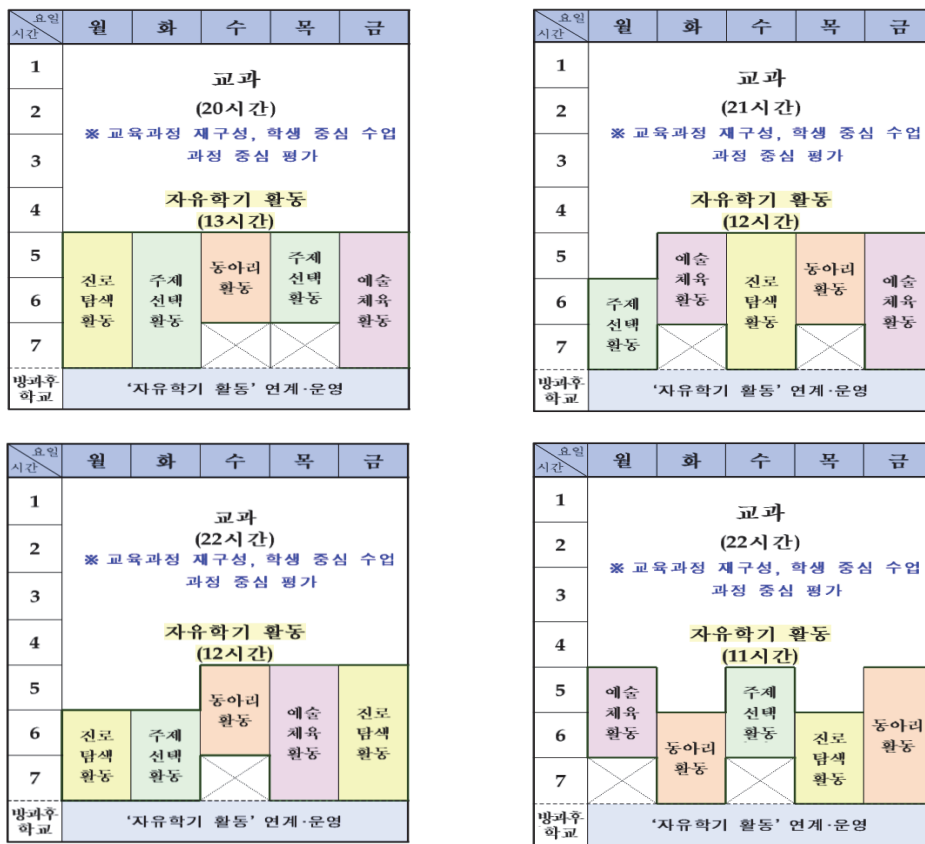 요일
시간
월 화 수 목 금
1
2
3
4
5
6
7
방과후
학교
교과
(20시간)
※ 교육과정 재구성, 학생 중심 수업
과정 중심 평가
자유학기 활동
(13시간)
진로
탐색
활동
주제
선택
활동
동아리
활동
주제
선택
활동
예술
체육
활동
‘자유학기 활동’ 연계·운영
요일
시간
월 화 수 목 금
1
2
3
4
5
6
7
방과후
학교
교과
(21시간)
※ 교육과정 재구성, 학생 중심 수업
과정 중심 평가
자유학기 활동
(12시간)
주제
선택
활동
예술
체육
활동
진로
탐색
활동
동아리
활동
예술
체육
활동
‘자유학기 활동’ 연계·운영
요일
시간
월 화 수 목 금
1
2
3
4
5
6
7
방과후
학교
교과
(22시간)
※ 교육과정 재구성, 학생 중심 수업
과정 중심 평가
자유학기 활동
(12시간)
진로
탐색
활동
주제
선택
활동
동아리
활동
예술
체육
활동
진로
탐색
활동
‘자유학기 활동’ 연계·운영
요일
시간
월 화 수 목 금
1
2
3
4
5
6
7
방과후
학교
교과
(22시간)
※ 교육과정 재구성, 학생 중심 수업
과정 중심 평가
자유학기 활동
(11시간)
예술
체육
활동
동아리
활동
주제
선택
활동
진로
탐색
활동
동아리
활동
‘자유학기 활동’ 연계·운영